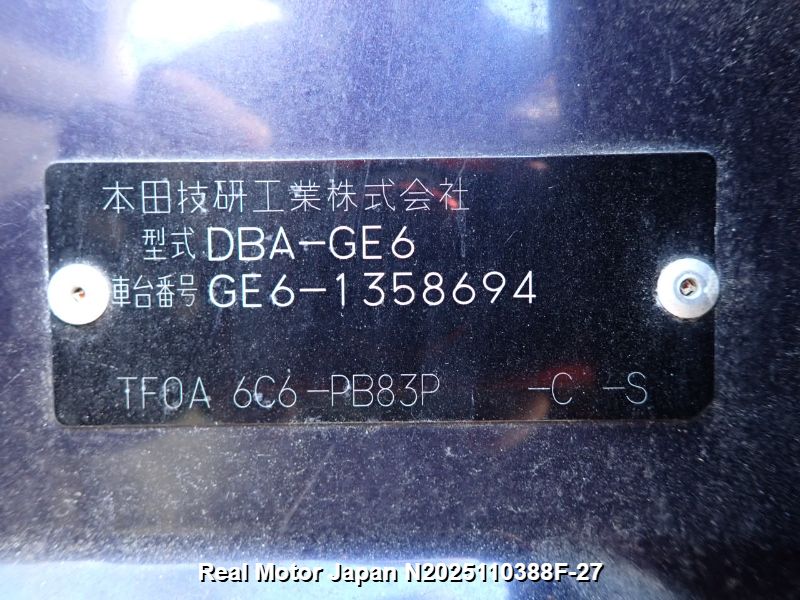 本田技研工業株式会社
型式 DBA-GE6
車台番号 GE6-1358694
TF0A 6C6-PB83P -C -S
Real Motor Japan N2025110388F-27